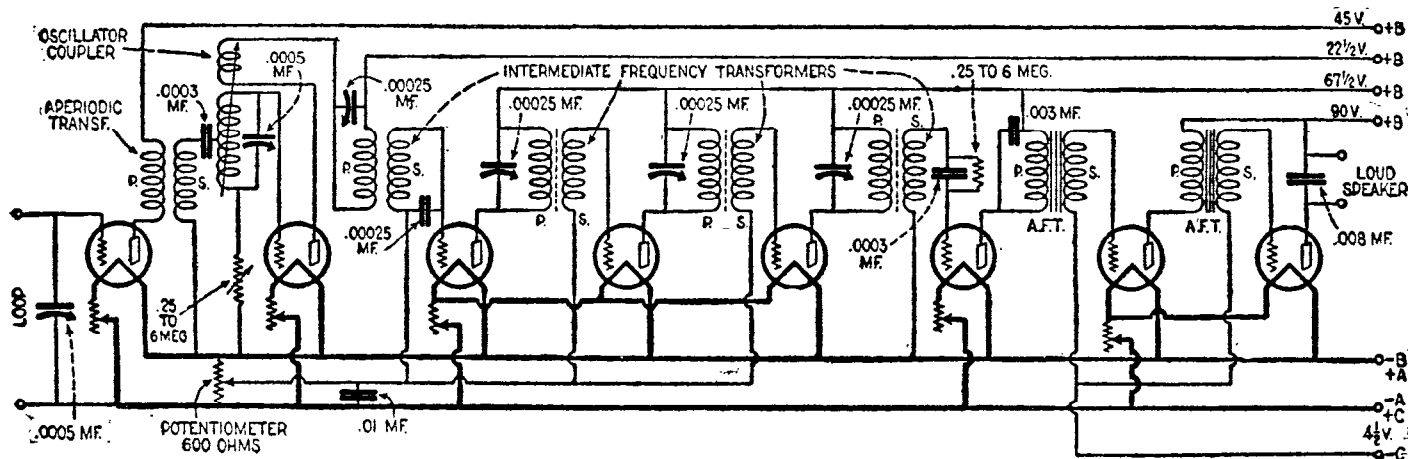 OSCILLATOR
COUPLER
.0005
MF.
.0003
MF.
APERIODIC
TRANSF.
P.
S.
.00025
MF.
INTERMEDIATE FREQUENCY TRANSFORMERS
.25 TO 6 MEG.
45 V.
+B
22½ V.
+B
67½ V.
+B
90 V.
+B
P.
S.
.00025
MF.
.00025 MF.
P.
S.
.00025 MF.
P.
S.
.00025 MF.
P.
S.
.0003
MF.
.003 MF.
P.
S.
A.F.T.
P.
S.
A.F.T.
LOUD
SPEAKER
.008 MF.
LOOP
.0005 MF.
.25
TO
6 MEG
POTENTIOMETER
600 OHMS
.01 MF.
-B
+A
-A
+C
4½ V.
-C